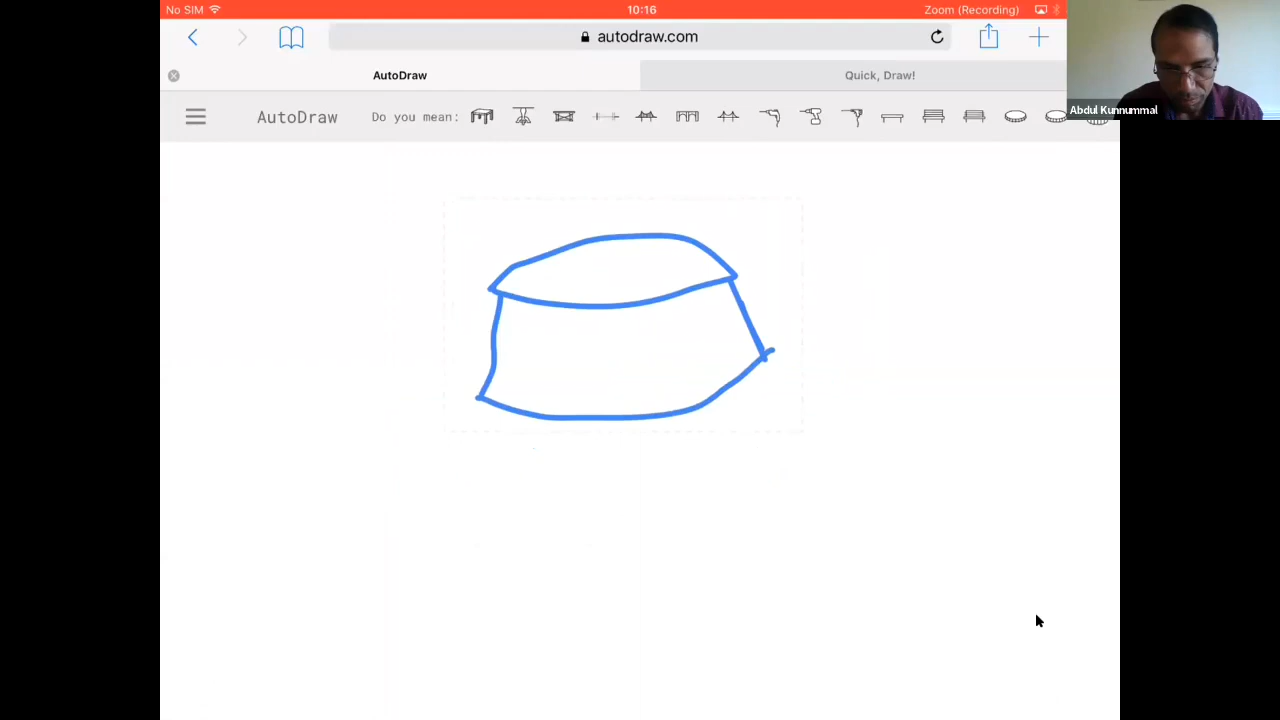 No SIM 10:16 Zoom (Recording)
autodraw.com
AutoDraw Quick, Draw!
AutoDraw Do you mean:
Abdul Kunnummal